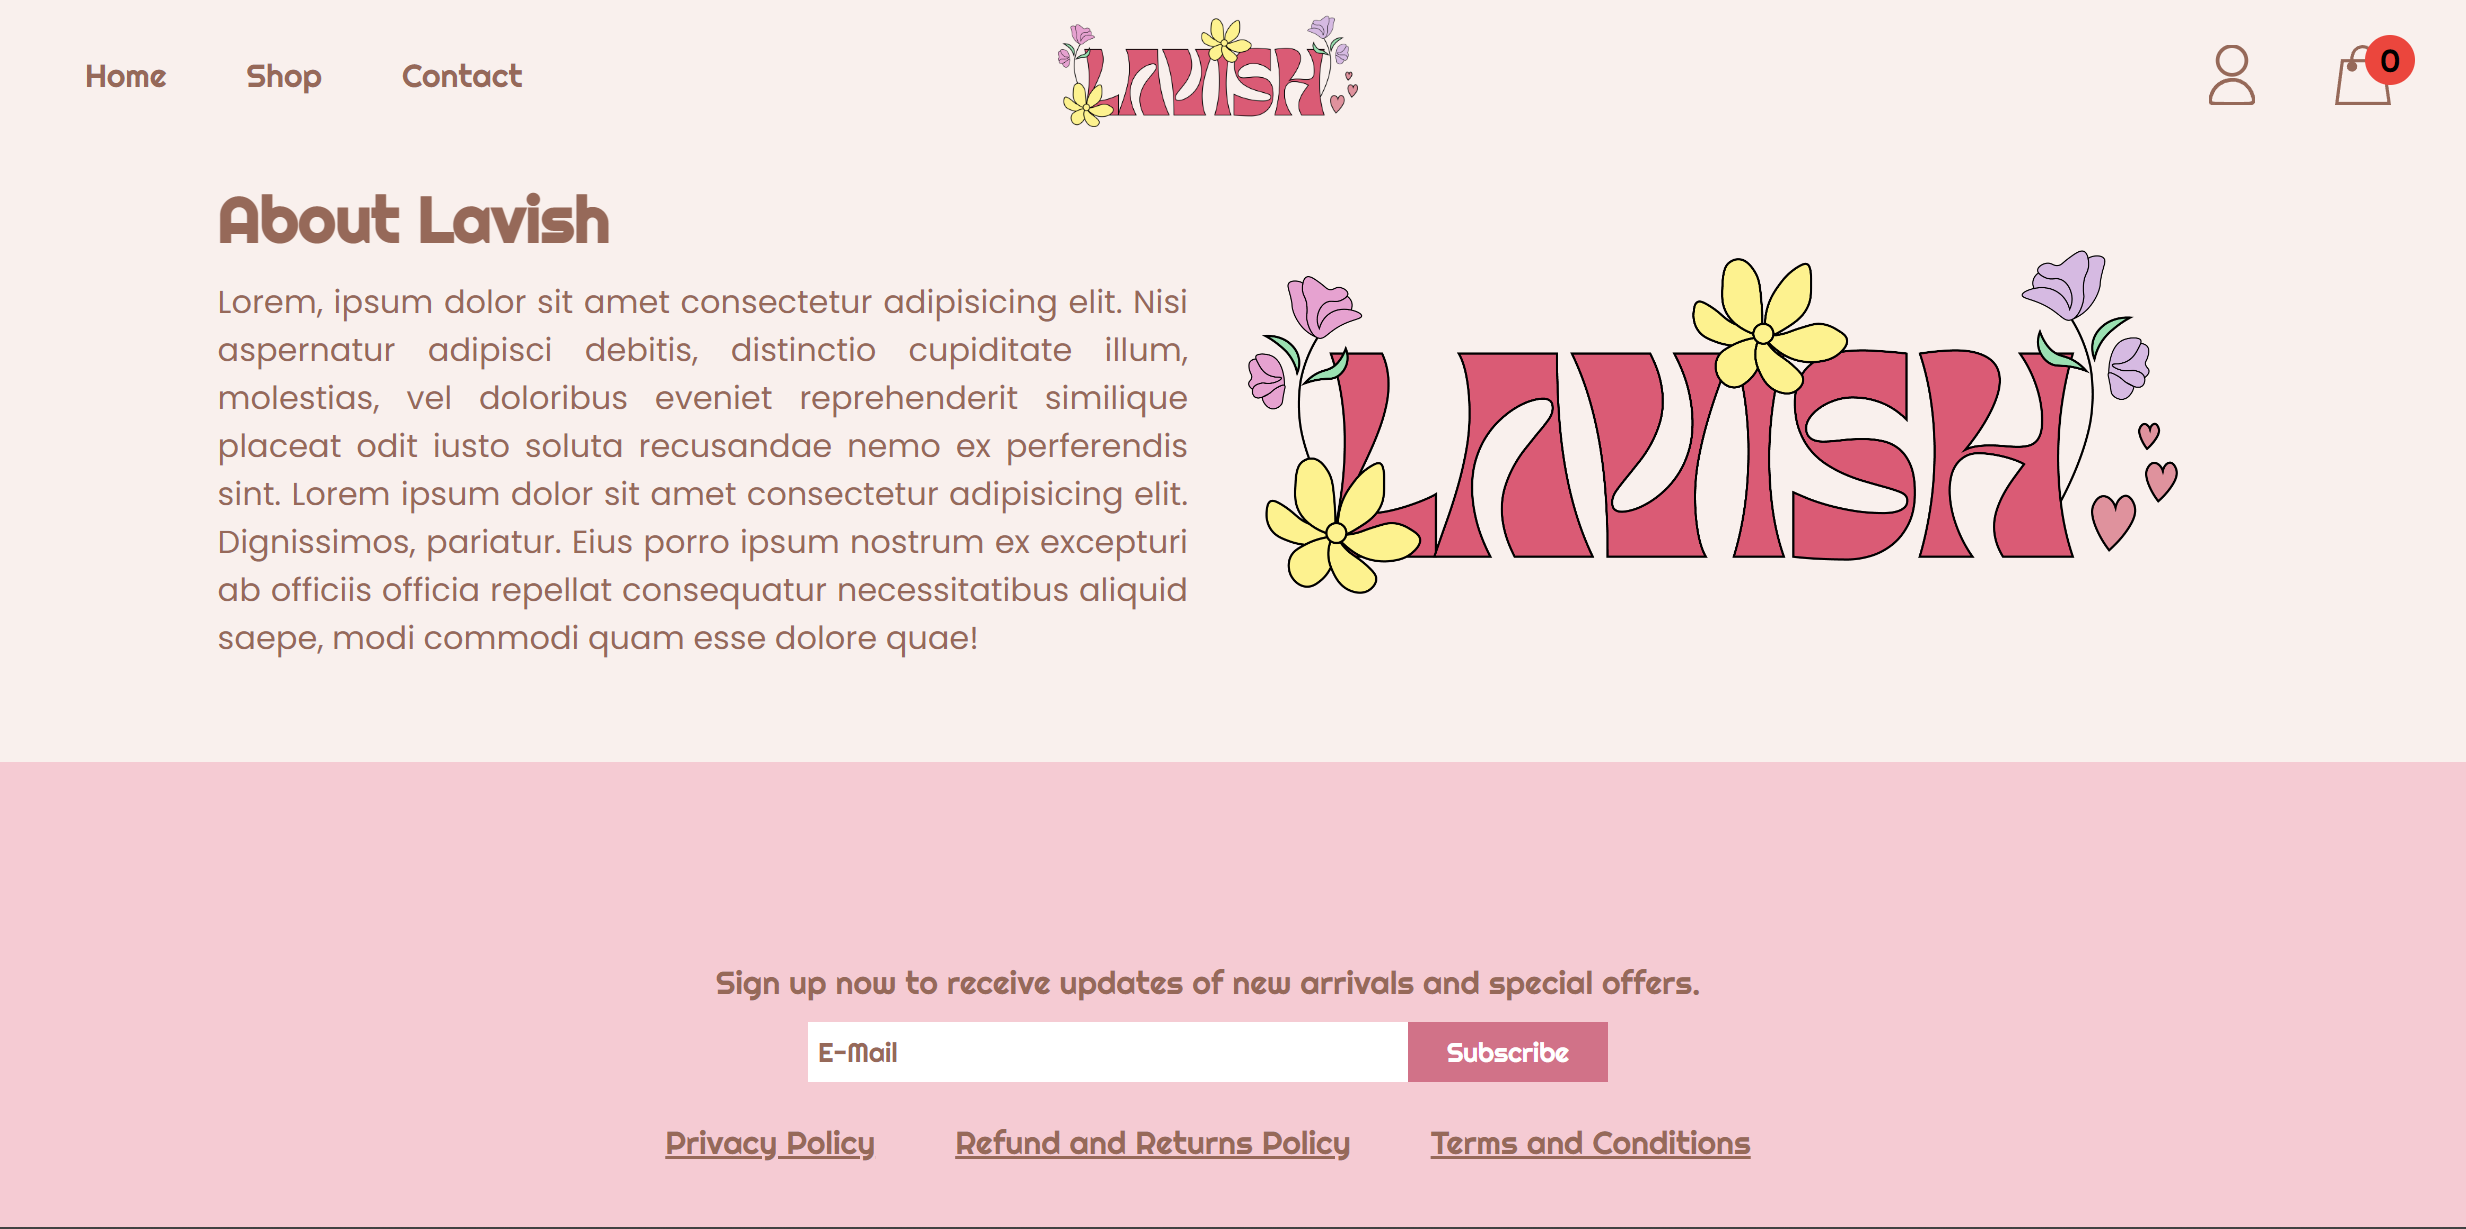 Home Shop Contact LAVISH 0
About Lavish
Lorem, ipsum dolor sit amet consectetur adipisicing elit. Nisi
aspernatur adipisci debitis, distinctio cupiditate illum,
molestias, vel doloribus eveniet reprehenderit similique
placeat odit iusto soluta recusandae nemo ex perferendis
sint. Lorem ipsum dolor sit amet consectetur adipisicing elit.
Dignissimos, pariatur. Eius porro ipsum nostrum ex excepturi
ab officiis officia repellat consequatur necessitatibus aliquid
saepe, modi commodi quam esse dolore quae!
LAVISH
Sign up now to receive updates of new arrivals and special offers.
E-Mail Subscribe
Privacy Policy Refund and Returns Policy Terms and Conditions